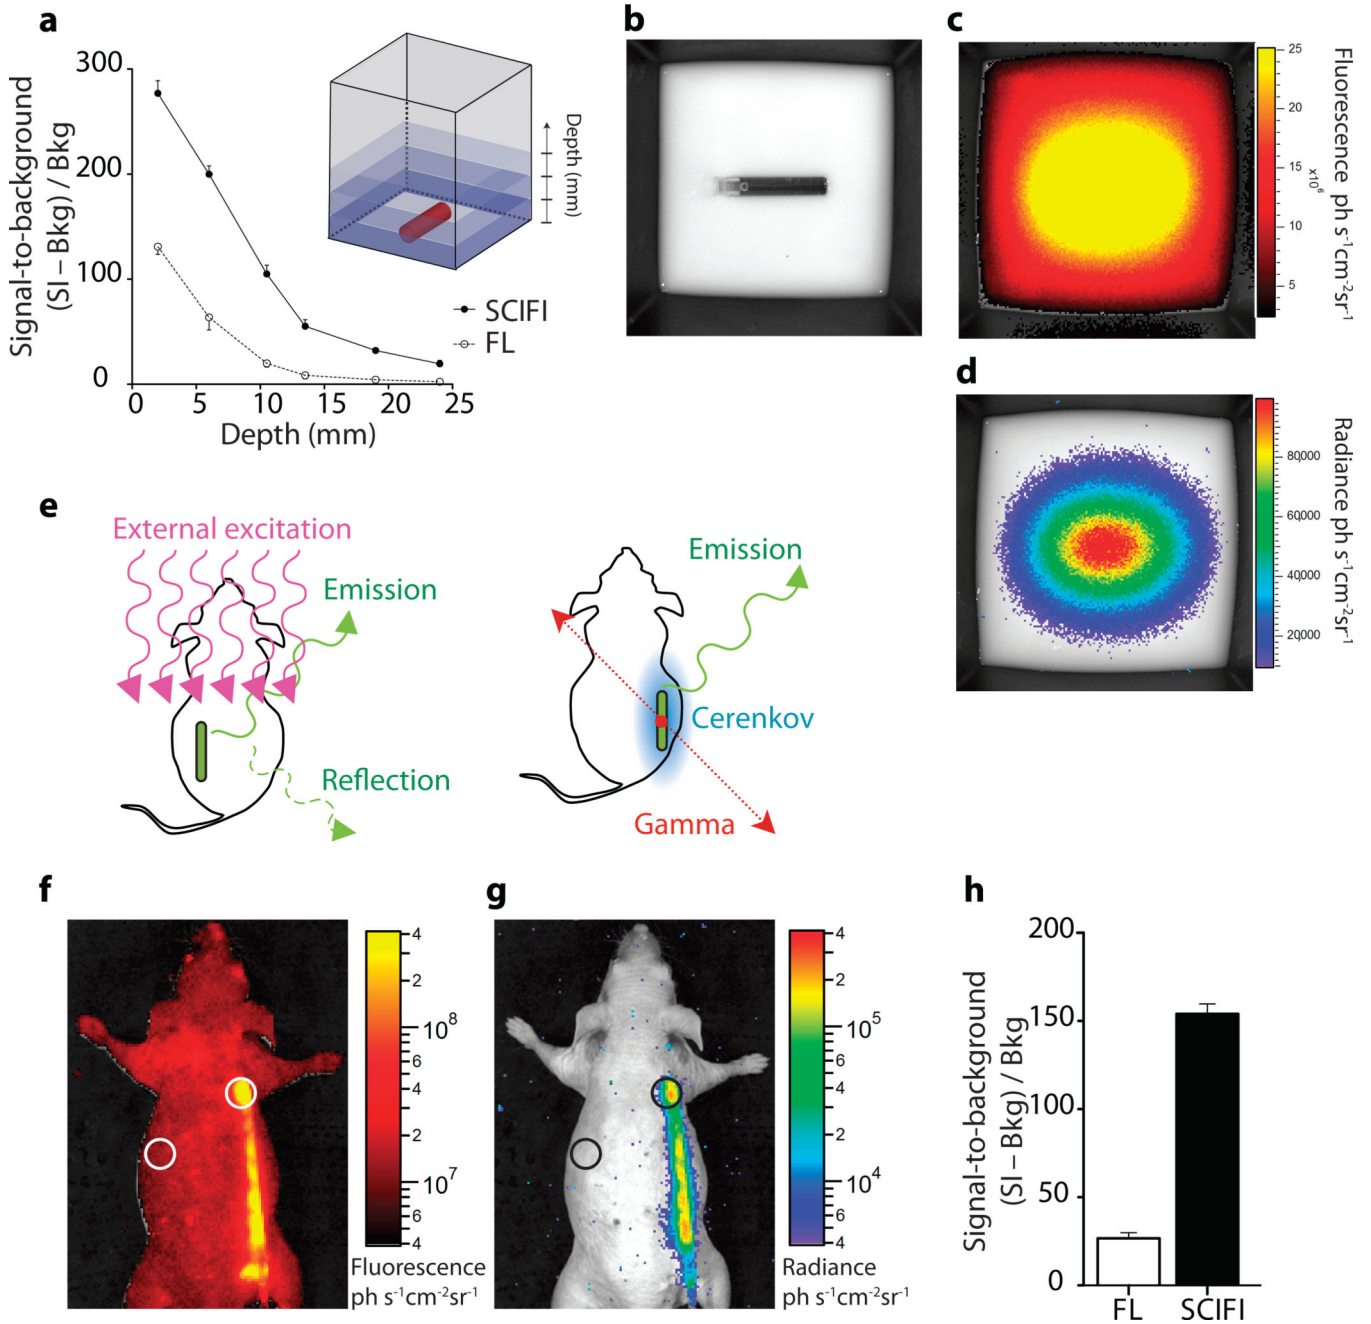 a
Signal-to-background
(SI – Bkg) / Bkg
300
200
100
0
0 5 10 15 20 25
Depth (mm)
Depth (mm)
SCIFI
FL
b
c
25
20
15
10
5
x10⁶
Fluorescence ph s⁻¹cm⁻²sr⁻¹
d
80000
60000
40000
20000
Radiance ph s⁻¹cm⁻²sr⁻¹
e
External excitation
Emission
Reflection
Emission
Cerenkov
Gamma
f
4
2
10⁸
6
4
2
10⁷
6
4
Fluorescence
ph s⁻¹cm⁻²sr⁻¹
g
4
2
10⁵
6
4
2
10⁴
6
4
Radiance
ph s⁻¹cm⁻²sr⁻¹
h
Signal-to-background
(SI – Bkg) / Bkg
200
150
100
50
0
FL SCIFI